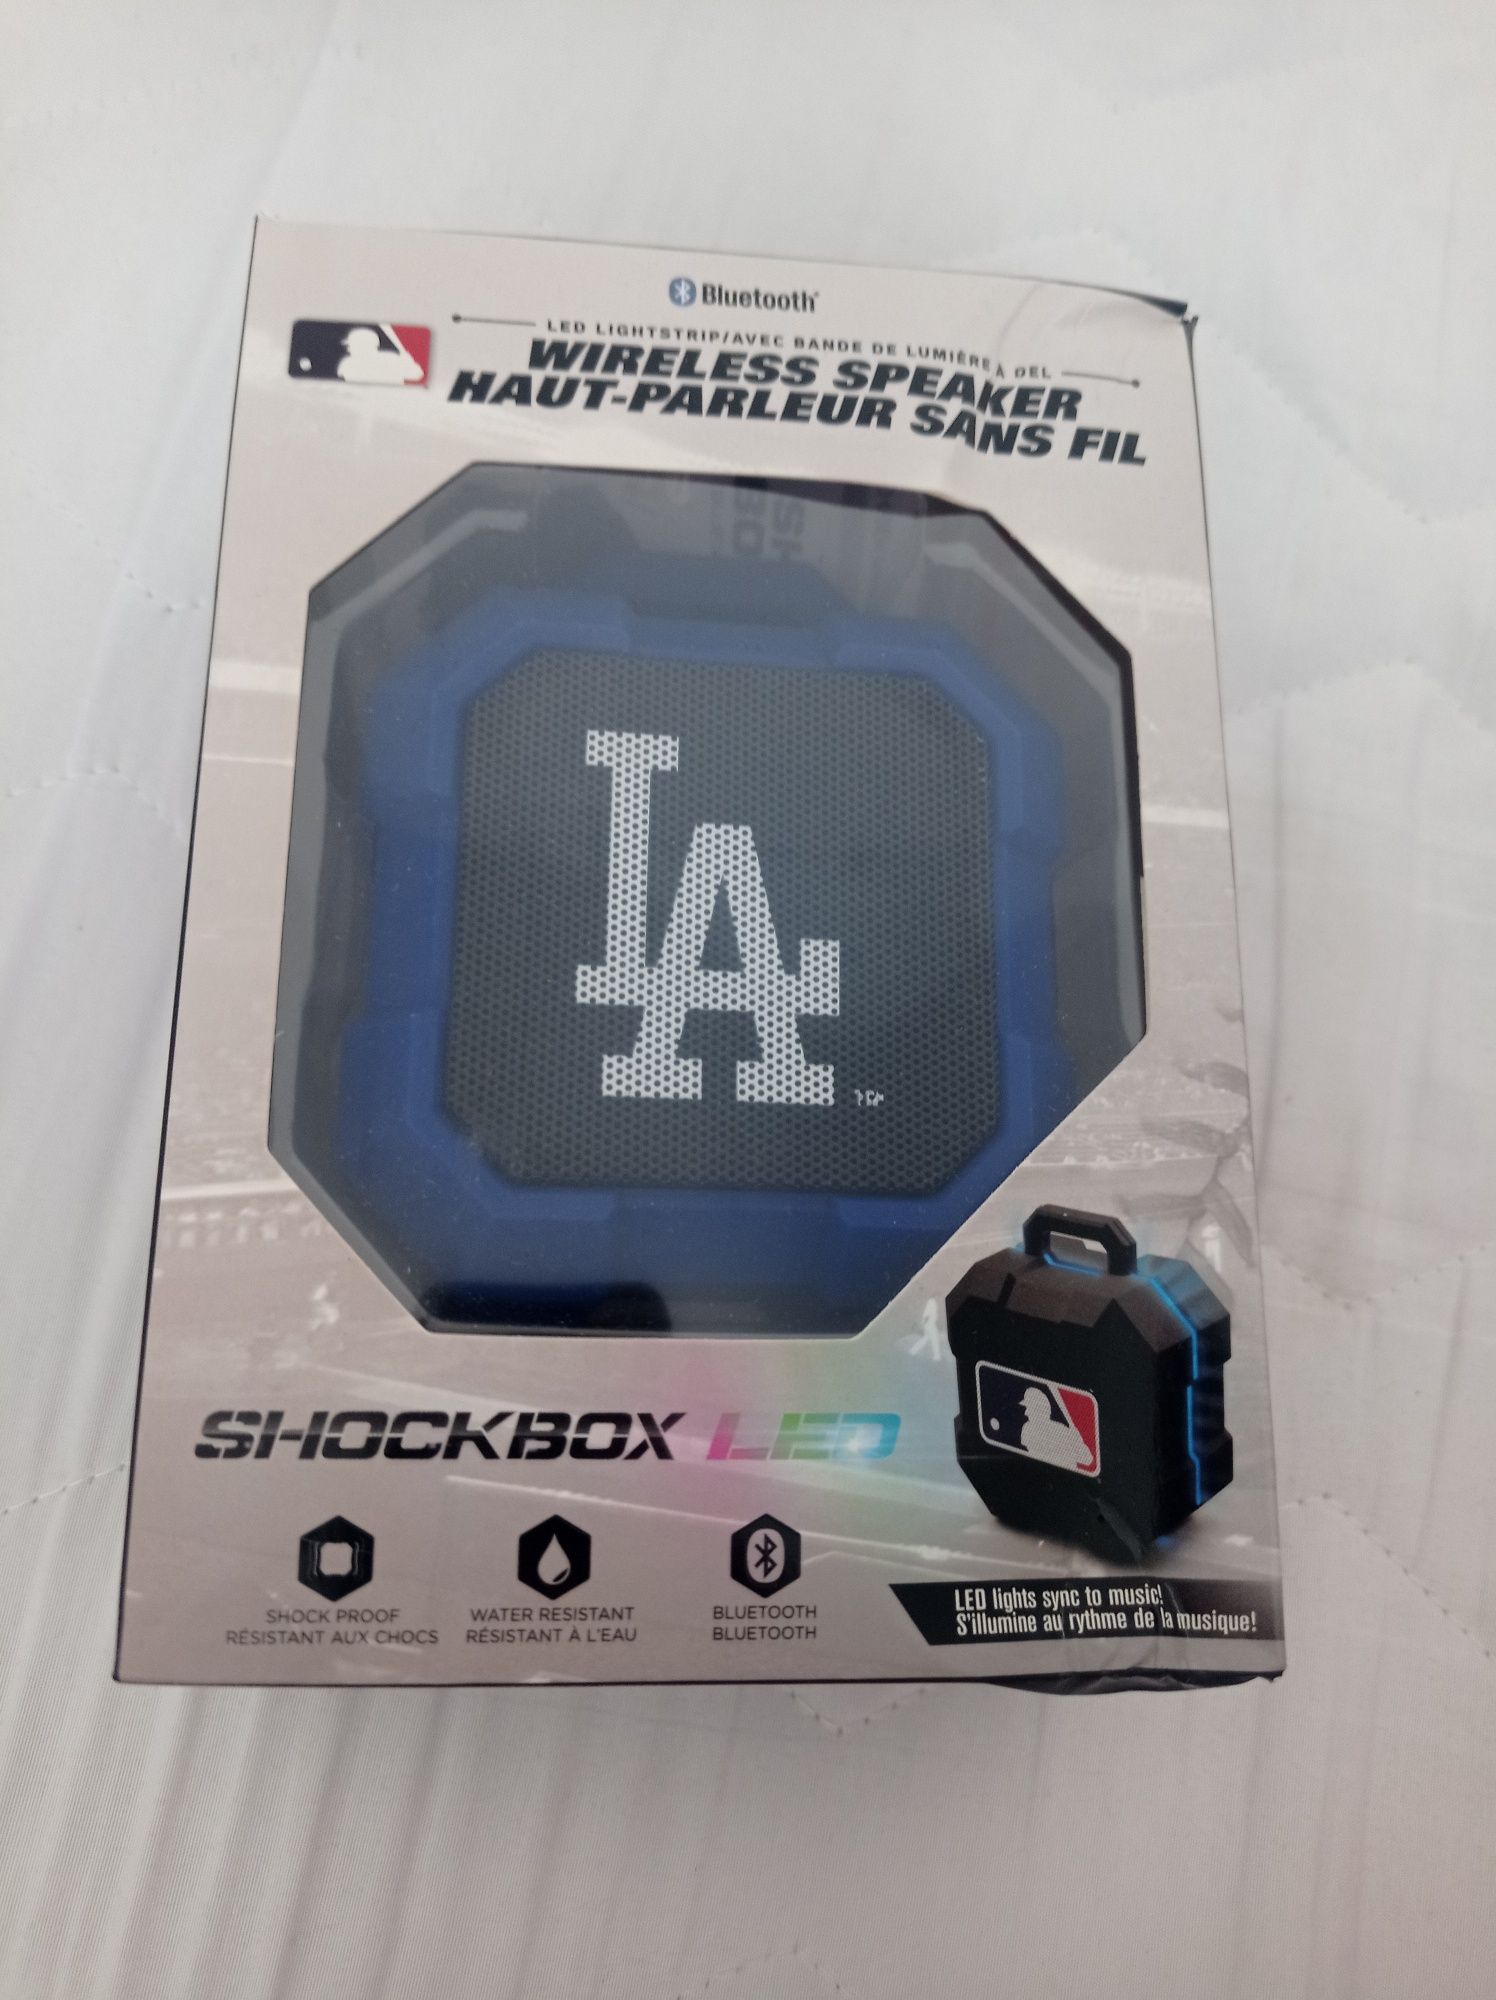 Bluetooth
LED LIGHTSTRIP/AVEC BANDE DE LUMIÈRE À DEL
WIRELESS SPEAKER
HAUT-PARLEUR SANS FIL
LA
SHOCKBOX LED
SHOCK PROOF
RÉSISTANT AUX CHOCS
WATER RESISTANT
RÉSISTANT À L'EAU
BLUETOOTH
BLUETOOTH
LED lights sync to music!
S'illumine au rythme de la musique!